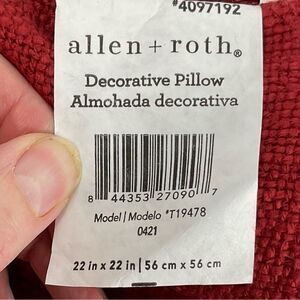 #4097192
allen + roth®
Decorative Pillow
Almohada decorativa
8 44353 27090 7
Model | Modelo #T19478
0421
22 in x 22 in | 56 cm x 56 cm